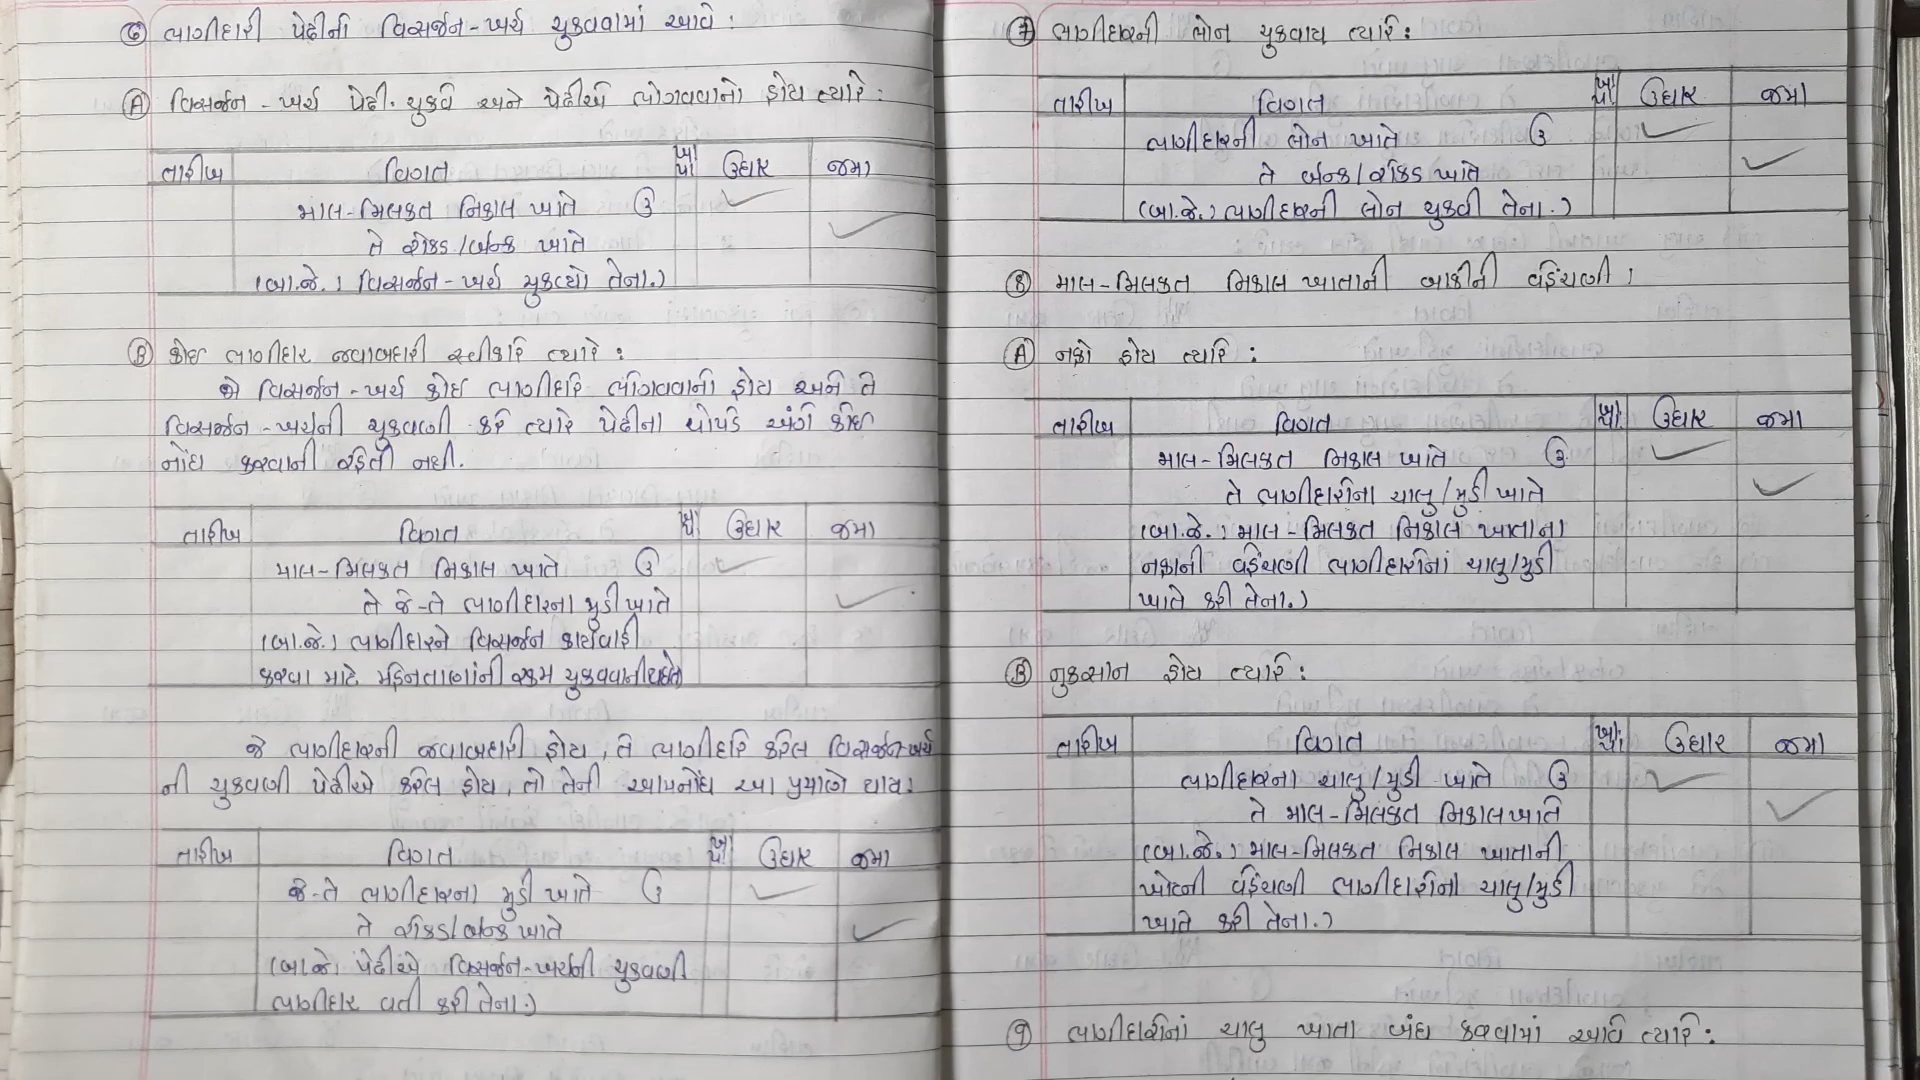 ⑥ ભાગીદારી પેઢીની વિસર્જન-ખર્ચ ચુકવવામાં આવે :
Ⓐ વિસર્જન-ખર્ચ પેઢી ચુકવે અને પેઢીએ ભોગવવાનો હોય ત્યારે :
તારીખ વિગત ખા.પા. ઉધાર જમા
માલ-મિલકત નિકાલ ખાતે ઉ ✓
તે રોકડ/બેન્ક ખાતે ✓
(બા.જે. : વિસર્જન-ખર્ચ ચુકવ્યો તેના.)
Ⓑ કોઈ ભાગીદાર જવાબદારી સ્વીકારે ત્યારે :
જો વિસર્જન-ખર્ચ કોઈ ભાગીદારે ભોગવવાની હોય અને તે
વિસર્જન-ખર્ચની ચુકવણી કરે ત્યારે પેઢીના ચોપડે અંગે કોઈ
નોંધ કરવાની રહેતી નથી.
તારીખ વિગત ખા.પા. ઉધાર જમા
માલ-મિલકત નિકાલ ખાતે ઉ ✓
તે જે-તે ભાગીદારના મુડી ખાતે ✓
(બા.જે.: ભાગીદારને વિસર્જન કાર્યવાહી
કરવા માટે મહેનતાણાંની રકમ ચુકવવાની
જે ભાગીદારની જવાબદારી હોય, તે ભાગીદારે કરેલ વિસર્જન-ખર્ચ
ની ચુકવણી પેઢીએ કરેલ હોય, તો તેની આમનોંધ આ પ્રમાણે થાય:
તારીખ વિગત ખા.પા. ઉધાર જમા
જે-તે ભાગીદારના મુડી ખાતે ઉ ✓
તે રોકડ/બેન્ક ખાતે ✓
(બા.જે. પેઢીએ વિસર્જન-ખર્ચની ચુકવણી
ભાગીદાર વતી કરી તેના.)
⑦ ભાગીદારની લોન ચુકવાય ત્યારે :
તારીખ વિગત ખા.પા. ઉધાર જમા
ભાગીદારની લોન ખાતે ઉ ✓
તે બેન્ક/રોકડ ખાતે ✓
(બા.જે.: ભાગીદારની લોન ચુકવી તેના.)
⑧ માલ-મિલકત નિકાલ ખાતાની બાકીની વહેંચણી :
Ⓐ નફો હોય ત્યારે :
તારીખ વિગત ખા.પા. ઉધાર જમા
માલ-મિલકત નિકાલ ખાતે ઉ ✓
તે ભાગીદારોના ચાલુ/મુડી ખાતે ✓
(બા.જે. : માલ-મિલકત નિકાલ ખાતાના
નફાની વહેંચણી ભાગીદારોનાં ચાલુ/મુડી
ખાતે કરી તેના.)
Ⓑ નુકસાન હોય ત્યારે :
તારીખ વિગત ખા.પા. ઉધાર જમા
ભાગીદારના ચાલુ/મુડી ખાતે ઉ ✓
તે માલ-મિલકત નિકાલ ખાતે ✓
(બા.જે. : માલ-મિલકત નિકાલ ખાતાની
ખોટની વહેંચણી ભાગીદારોના ચાલુ/મુડી
ખાતે કરી તેના.)
⑨ ભાગીદારોનાં ચાલુ ખાતા બંધ કરવામાં આવે ત્યારે :